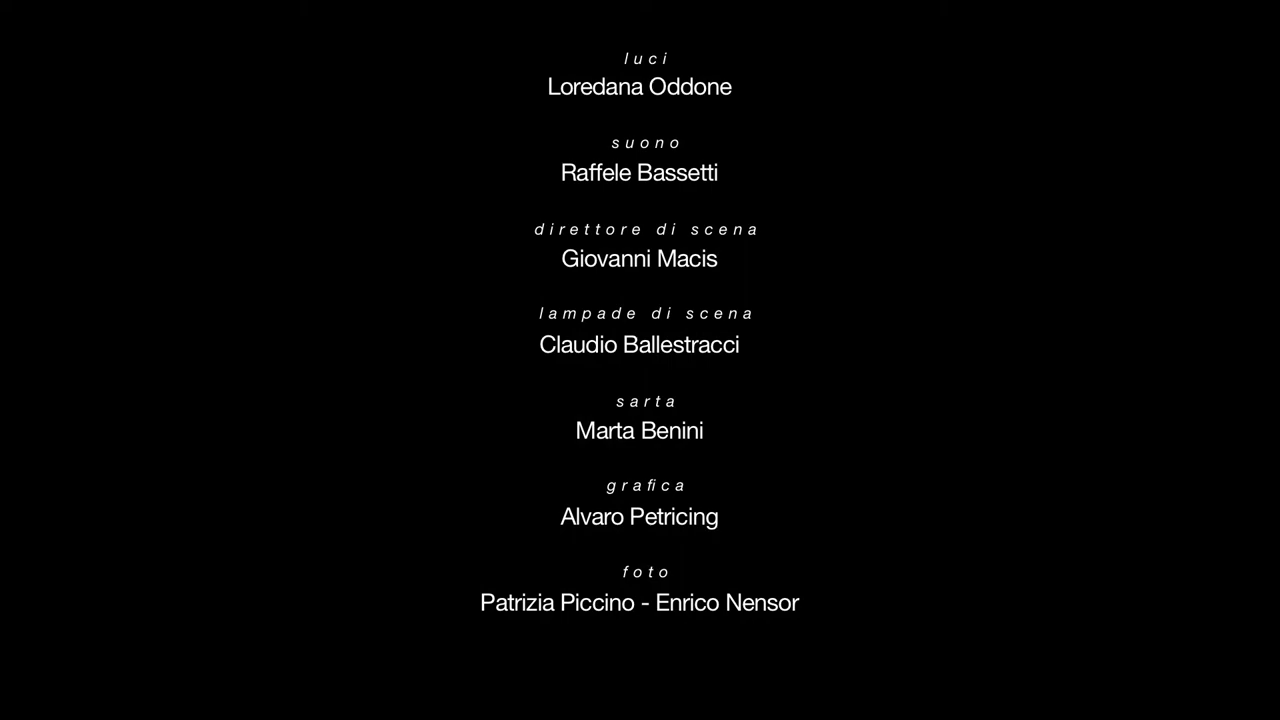 luci
Loredana Oddone
suono
Raffele Bassetti
direttore di scena
Giovanni Macis
lampade di scena
Claudio Ballestracci
sarta
Marta Benini
grafica
Alvaro Petricing
foto
Patrizia Piccino - Enrico Nensor